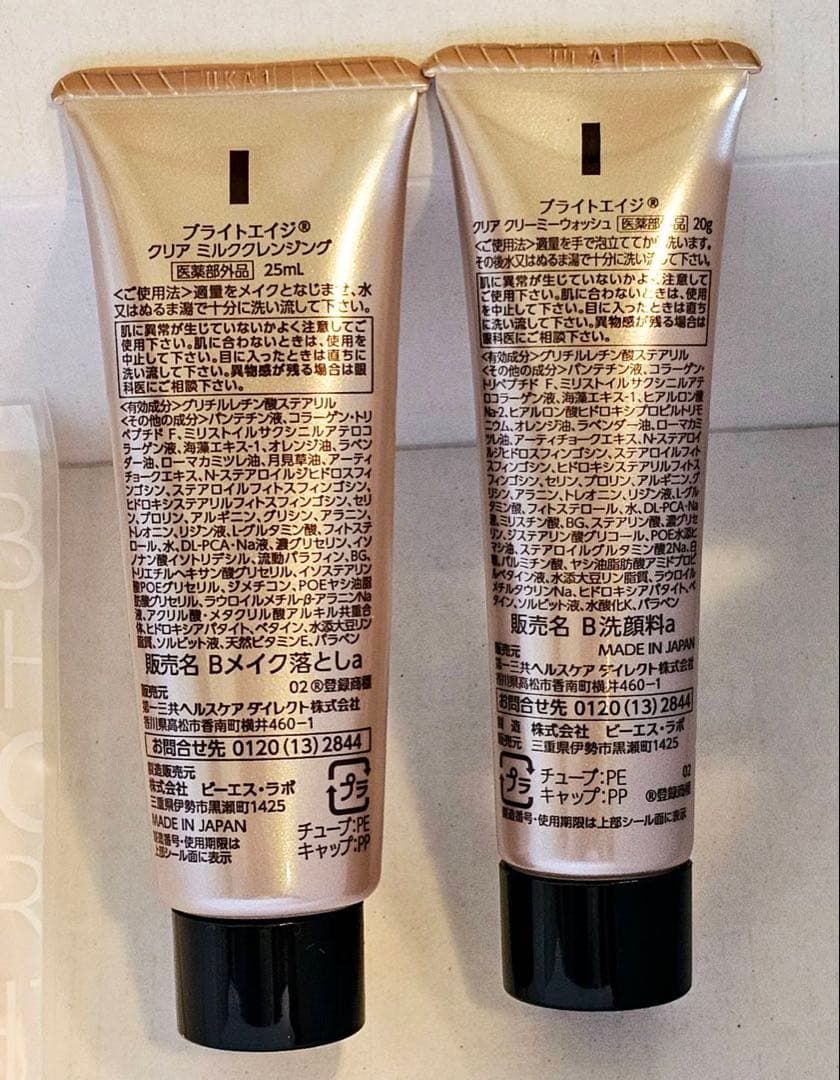 UKA1
ブライトエイジ®
クリア ミルククレンジング
医薬部外品 25mL
<ご使用法>適量をメイクとなじませ、水
又はぬるま湯で十分に洗い流して下さい。
肌に異常が生じていないかよく注意してご
使用下さい。肌に合わないときは、使用を
中止して下さい。目に入ったときは直ちに
洗い流して下さい。異物感が残る場合は眼
科医にご相談下さい。
<有効成分>グリチルレチン酸ステアリル
<その他の成分>パンテチン液、コラーゲン・トリ
ペプチド F、ミリストイルサクシニルアテロコ
ラーゲン液、海藻エキス-1、オレンジ油、ラベン
ダー油、ローマカミツレ油、月見草油、アーティ
チョークエキス、N-ステアロイルジヒドロスフィ
ンゴシン、ステアロイルフィトスフィンゴシン、
ヒドロキシステアリルフィトスフィンゴシン、セリ
ン、プロリン、アルギニン、グリシン、アラニン、
トレオニン、リジン液、L-グルタミン酸、フィトステ
ロール、水、DL-PCA・Na液、濃グリセリン、イソ
ノナン酸イソトリデシル、流動パラフィン、BG、
トリエチルヘキサン酸グリセリル、イソステアリン
酸POEグリセリル、ジメチコン、POEヤシ油脂
肪酸グリセリル、ラウロイルメチル-β-アラニンNa
液、アクリル酸・メタクリル酸アルキル共重合
体、ヒドロキシアパタイト、ベタイン、水添大豆リン
脂質、ソルビット液、天然ビタミンE、パラベン
販売名 Bメイク落としa
02 ®登録商標
販売元
第一三共ヘルスケア ダイレクト株式会社
香川県高松市香南町横井460-1
お問合せ先 0120(13)2844
製造販売元
株式会社 ピーエス・ラボ
三重県伊勢市黒瀬町1425
MADE IN JAPAN
製造番号・使用期限は
上部シール面に表示
プラ
チューブ:PE
キャップ:PP
ブライトエイジ®
クリア クリーミーウォッシュ 医薬部外品 20g
<ご使用法>適量を手で泡立ててから洗います。
その後水又はぬるま湯で十分に洗い流して下さい。
肌に異常が生じていないかよく注意して
ご使用下さい。肌に合わないときは、使用
を中止して下さい。目に入ったときは直ち
に洗い流して下さい。異物感が残る場合は
眼科医にご相談下さい。
<有効成分>グリチルレチン酸ステアリル
<その他の成分>パンテチン液、コラーゲン・
トリペプチド F、ミリストイルサクシニルアテ
ロコラーゲン液、海藻エキス-1、ヒアルロン酸
Na-2、ヒアルロン酸ヒドロキシプロピルトリモ
ニウム、オレンジ油、ラベンダー油、ローマカミ
ツレ油、アーティチョークエキス、N-ステアロイ
ルジヒドロスフィンゴシン、ステアロイルフィト
スフィンゴシン、ヒドロキシステアリルフィトス
フィンゴシン、セリン、プロリン、アルギニン、グ
リシン、アラニン、トレオニン、リジン液、L-グル
タミン酸、フィトステロール、水、DL-PCA・Na
液、ミリスチン酸、BG、ステアリン酸、濃グリセ
リン、ジステアリン酸グリコール、POE水添ヒ
マシ油、ステアロイルグルタミン酸2Na、白
パルミチン酸、ヤシ油脂肪酸アミドプロピ
ルベタイン液、水添大豆リン脂質、ラウロイル
メチルタウリンNa、ヒドロキシアパタイト、ベ
タイン、ソルビット液、水酸化K、パラベン
販売名 B洗顔料a
MADE IN JAPAN
販売元
第一三共ヘルスケア ダイレクト株式会社
香川県高松市香南町横井460-1
お問合せ先 0120(13)2844
製造
販売元
株式会社 ピーエス・ラボ
三重県伊勢市黒瀬町1425
プラ
チューブ:PE
キャップ:PP
02
®登録商標
製造番号・使用期限は上部シール面に表示